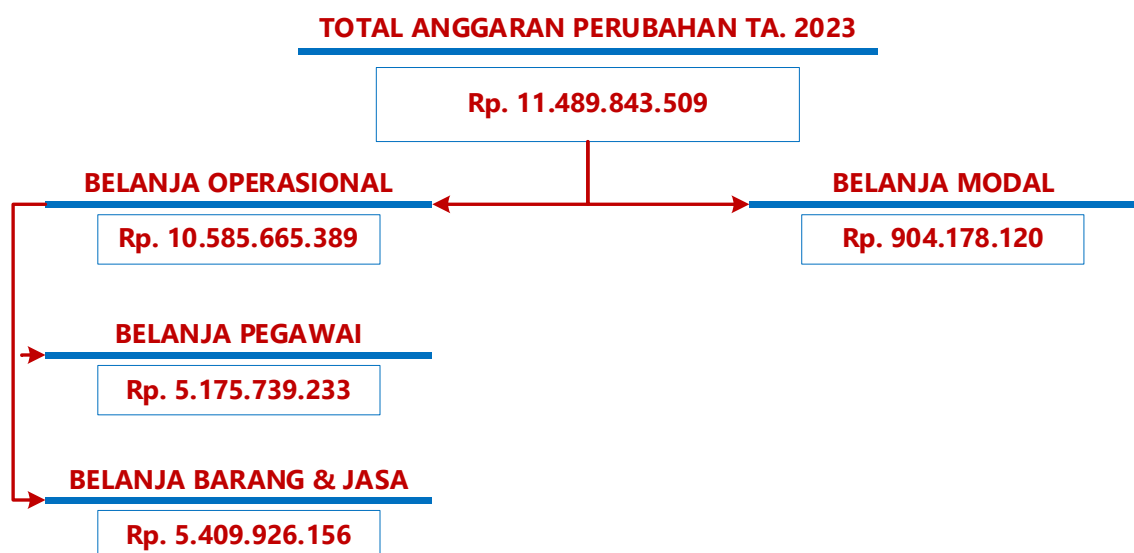 TOTAL ANGGARAN PERUBAHAN TA. 2023
Rp. 11.489.843.509
BELANJA OPERASIONAL
Rp. 10.585.665.389
BELANJA MODAL
Rp. 904.178.120
BELANJA PEGAWAI
Rp. 5.175.739.233
BELANJA BARANG & JASA
Rp. 5.409.926.156